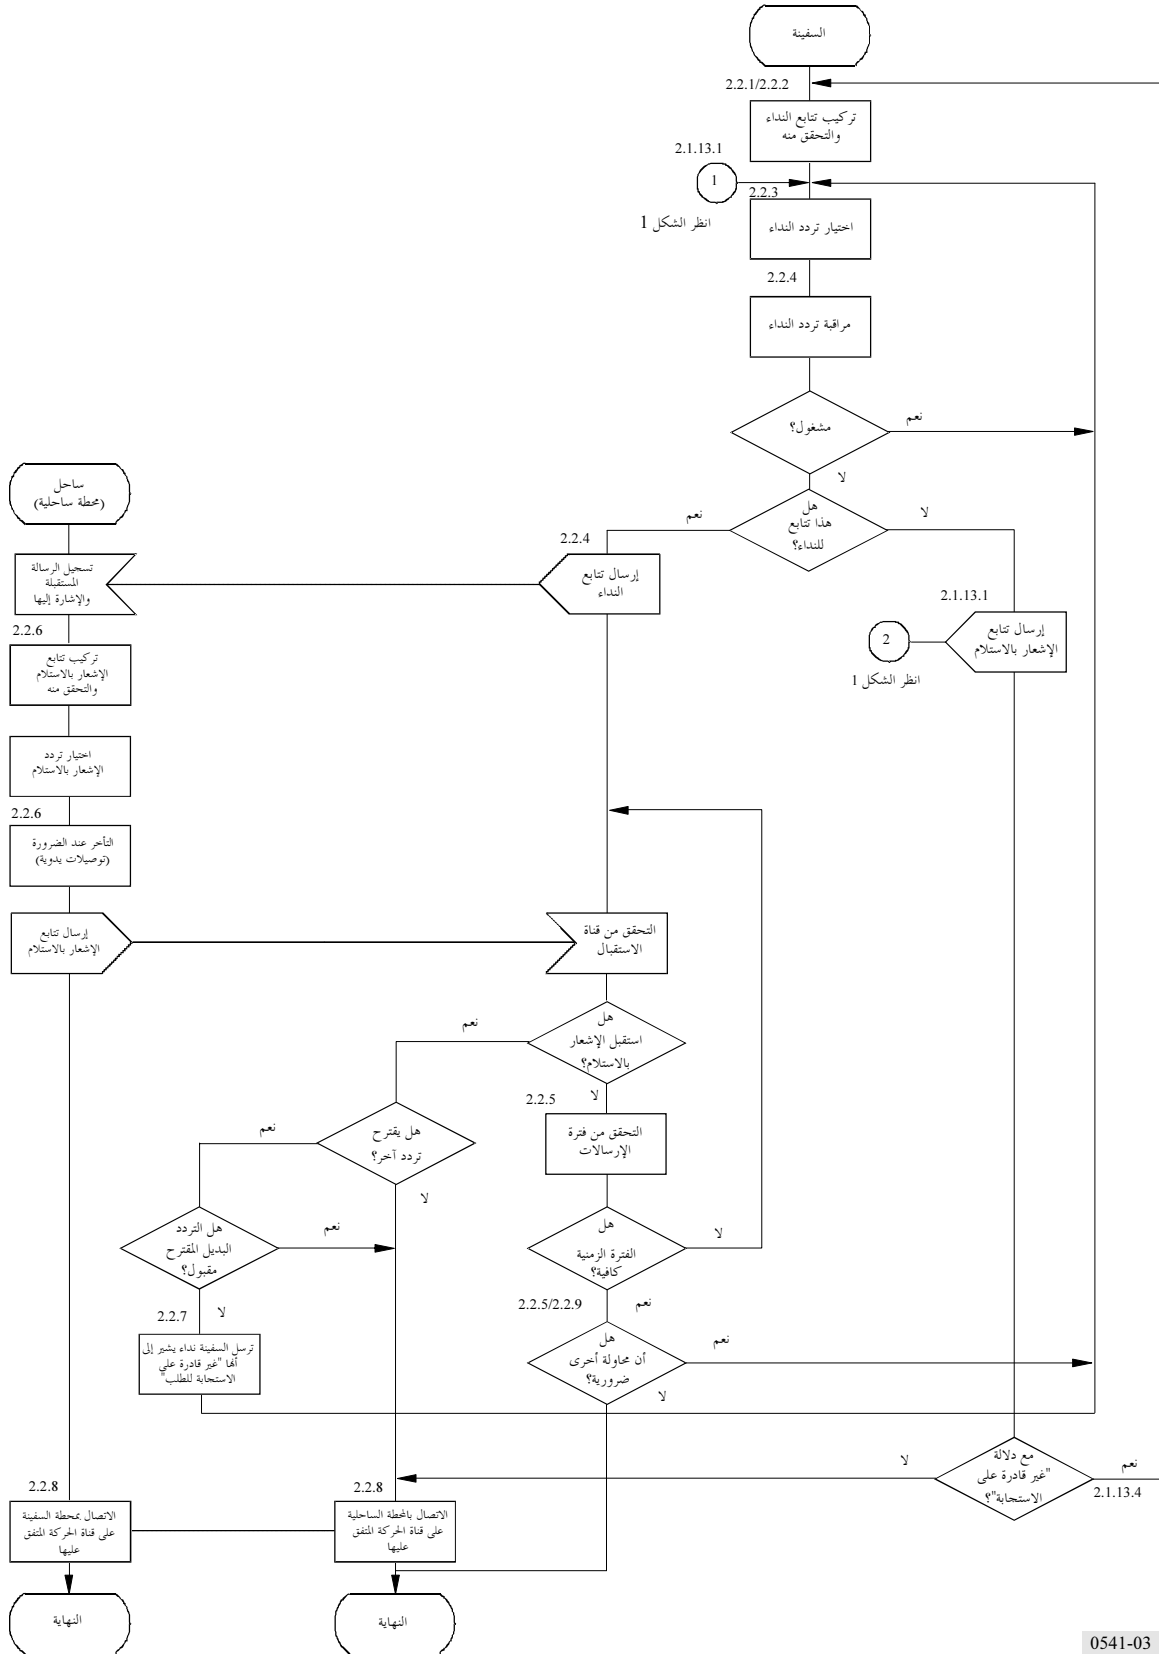 السفينة
2.2.1/2.2.2
تركيب تتابع النداء
والتحقق منه
2.1.13.1
1
2.2.3
انظر الشكل 1
اختيار تردد النداء
2.2.4
مراقبة تردد النداء
مشغول؟
نعم
لا
هل
هذا تتابع
للنداء؟
نعم
لا
ساحل
(محطة ساحلية)
2.2.4
إرسال تتابع
النداء
تسجيل الرسالة
المستقبلة
والإشارة إليها
2.1.13.1
إرسال تتابع
الإشعار بالاستلام
2
انظر الشكل 1
2.2.6
تركيب تتابع
الإشعار بالاستلام
والتحقق منه
اختيار تردد
الإشعار بالاستلام
2.2.6
التأخر عند الضرورة
(توصيلات يدوية)
إرسال تتابع
الإشعار بالاستلام
التحقق من قناة
الاستقبال
هل
استقبل الإشعار
بالاستلام؟
نعم
لا
2.2.5
التحقق من فترة
الإرسالات
هل يقترح
تردد آخر؟
نعم
لا
هل التردد
البديل المقترح
مقبول؟
نعم
لا
هل
الفترة الزمنية
كافية؟
لا
نعم
2.2.5/2.2.9
2.2.7
ترسل السفينة نداء يشير إلى
أنها "غير قادرة على
الاستجابة للطلب"
هل
أن محاولة أخرى
ضرورية؟
نعم
لا
مع دلالة
"غير قادرة على
الاستجابة"؟
لا
نعم
2.1.13.4
2.2.8
الاتصال بمحطة السفينة
على قناة الحركة المتفق
عليها
2.2.8
الاتصال بالمحطة الساحلية
على قناة الحركة المتفق
عليها
النهاية
النهاية
0541-03